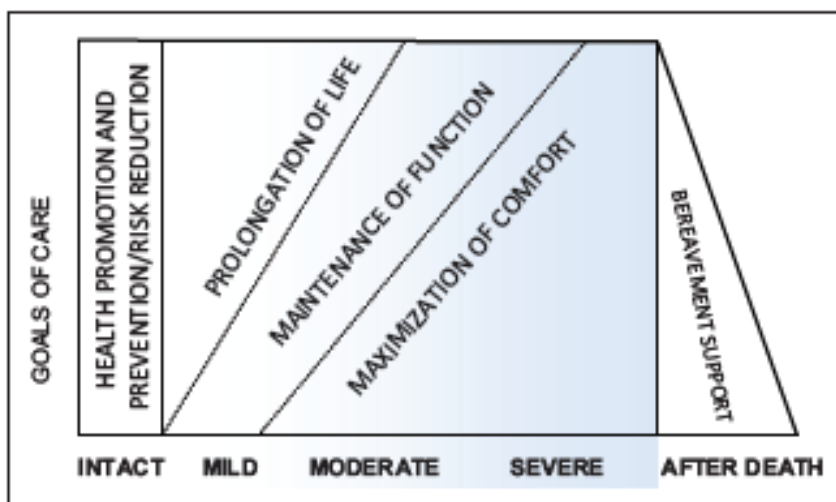 GOALS OF CARE
HEALTH PROMOTION AND
PREVENTION/RISK REDUCTION
PROLONGATION OF LIFE
MAINTENANCE OF FUNCTION
MAXIMIZATION OF COMFORT
BEREAVEMENT SUPPORT
INTACT MILD MODERATE SEVERE AFTER DEATH